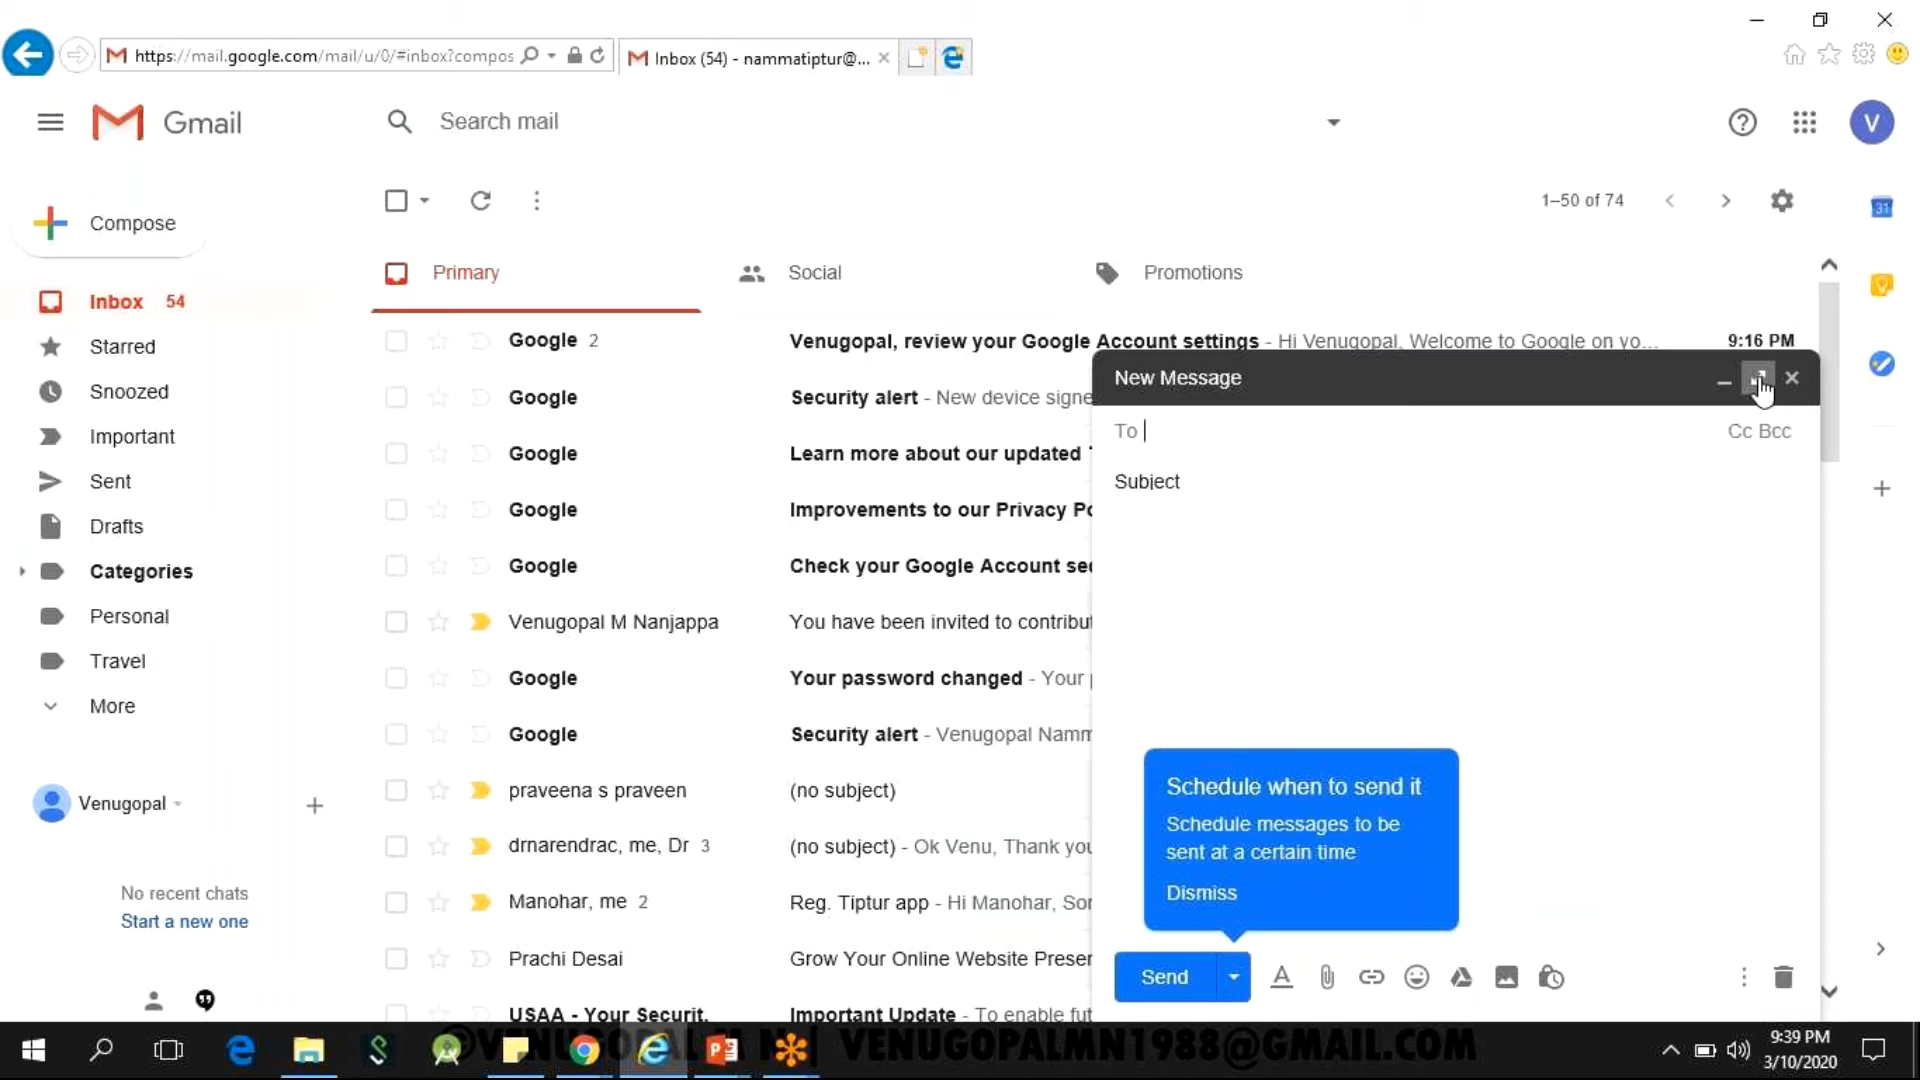 https://mail.google.com/mail/u/0/#inbox?compos
Inbox (54) - nammatiptur@...
Gmail
Search mail
V
Compose
1–50 of 74
31
Primary
Social
Promotions
Inbox 54
Starred
Snoozed
Important
Sent
Drafts
Categories
Personal
Travel
More
Venugopal
No recent chats
Start a new one
Google 2 Venugopal, review your Google Account settings - Hi Venugopal, Welcome to Google on yo... 9:16 PM
Google Security alert - New device signe
Google Learn more about our updated
Google Improvements to our Privacy Po
Google Check your Google Account sec
Venugopal M Nanjappa You have been invited to contribut
Google Your password changed - Your
Google Security alert - Venugopal Namm
praveena s praveen (no subject)
drnarendrac, me, Dr 3 (no subject) - Ok Venu, Thank you
Manohar, me 2 Reg. Tiptur app - Hi Manohar, Sor
Prachi Desai Grow Your Online Website Presen
USAA - Your Securit. Important Update - To enable fut
New Message
To
Cc Bcc
Subject
Schedule when to send it
Schedule messages to be
sent at a certain time
Dismiss
Send
VENUGOPALMN1988@GMAIL.COM
9:39 PM
3/10/2020